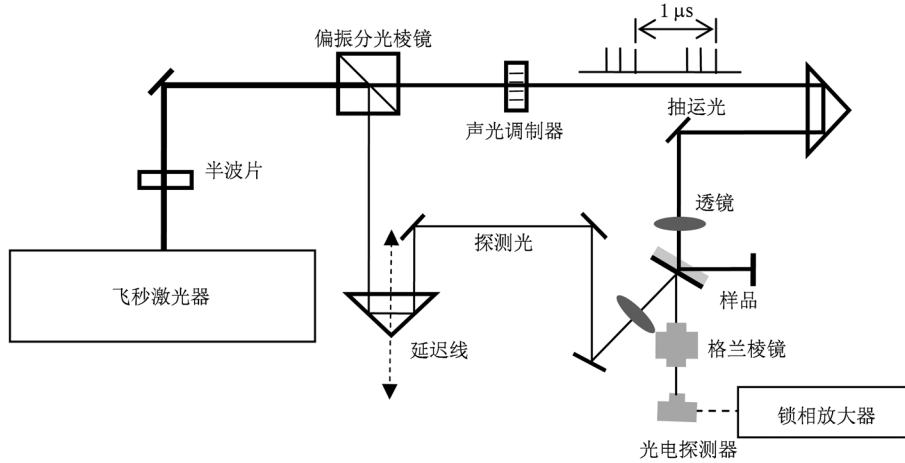 1 μs
偏振分光棱镜
声光调制器
抽运光
半波片
透镜
探测光
飞秒激光器
样品
延迟线
格兰棱镜
锁相放大器
光电探测器